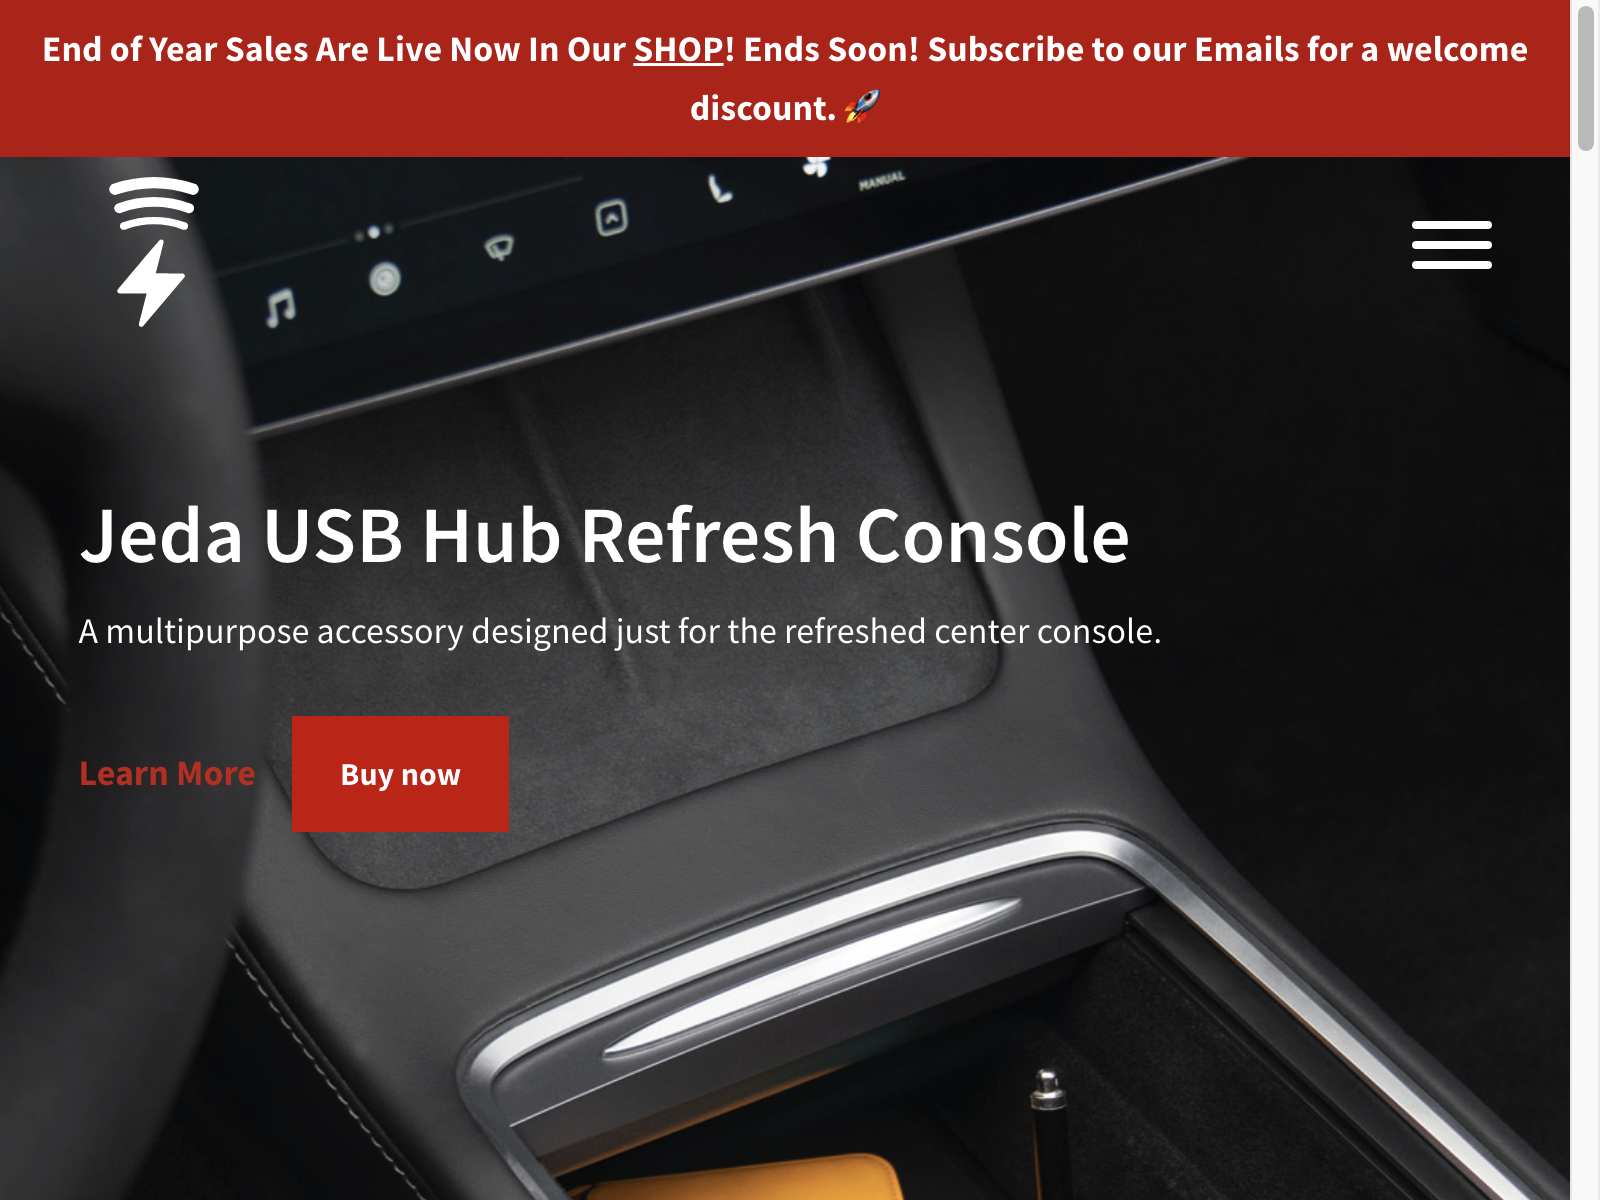 End of Year Sales Are Live Now In Our SHOP! Ends Soon! Subscribe to our Emails for a welcome
discount. 🚀
MANUAL
Jeda USB Hub Refresh Console
A multipurpose accessory designed just for the refreshed center console.
Learn More
Buy now